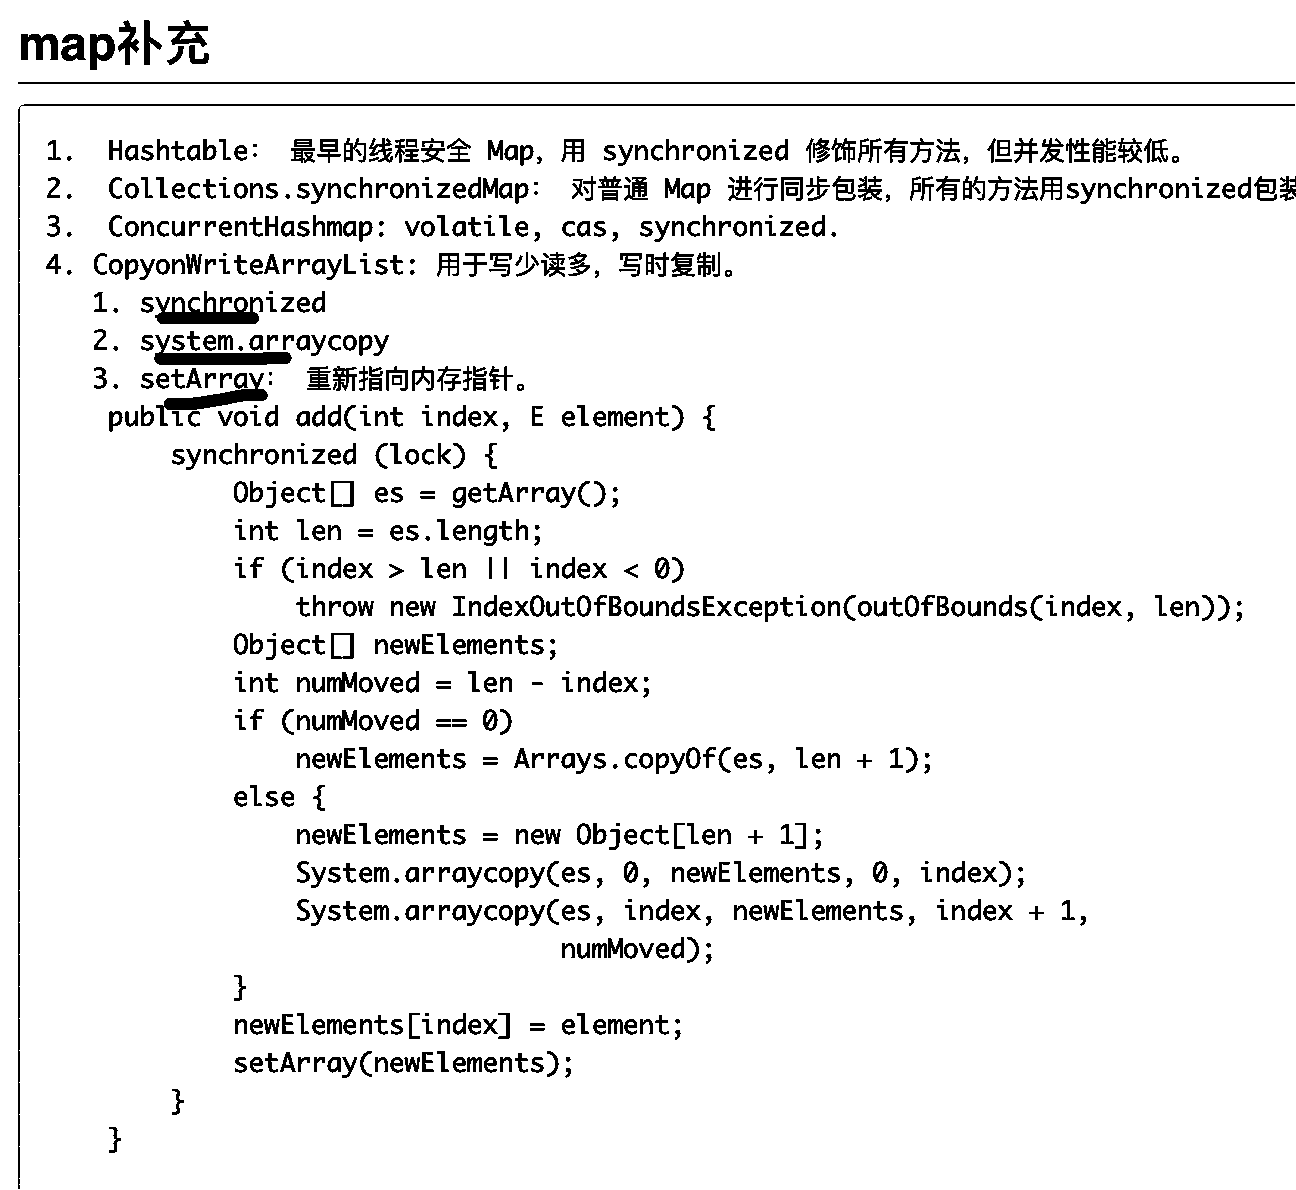 map补充
1.  Hashtable： 最早的线程安全 Map，用 synchronized 修饰所有方法，但并发性能较低。
2.  Collections.synchronizedMap： 对普通 Map 进行同步包装，所有的方法用synchronized包装
3.  ConcurrentHashmap: volatile, cas, synchronized.
4. CopyonWriteArrayList: 用于写少读多，写时复制。
   1. synchronized
   2. system.arraycopy
   3. setArray： 重新指向内存指针。
    public void add(int index, E element) {
        synchronized (lock) {
            Object[] es = getArray();
            int len = es.length;
            if (index > len || index < 0)
                throw new IndexOutOfBoundsException(outOfBounds(index, len));
            Object[] newElements;
            int numMoved = len - index;
            if (numMoved == 0)
                newElements = Arrays.copyOf(es, len + 1);
            else {
                newElements = new Object[len + 1];
                System.arraycopy(es, 0, newElements, 0, index);
                System.arraycopy(es, index, newElements, index + 1,
                                 numMoved);
            }
            newElements[index] = element;
            setArray(newElements);
        }
    }